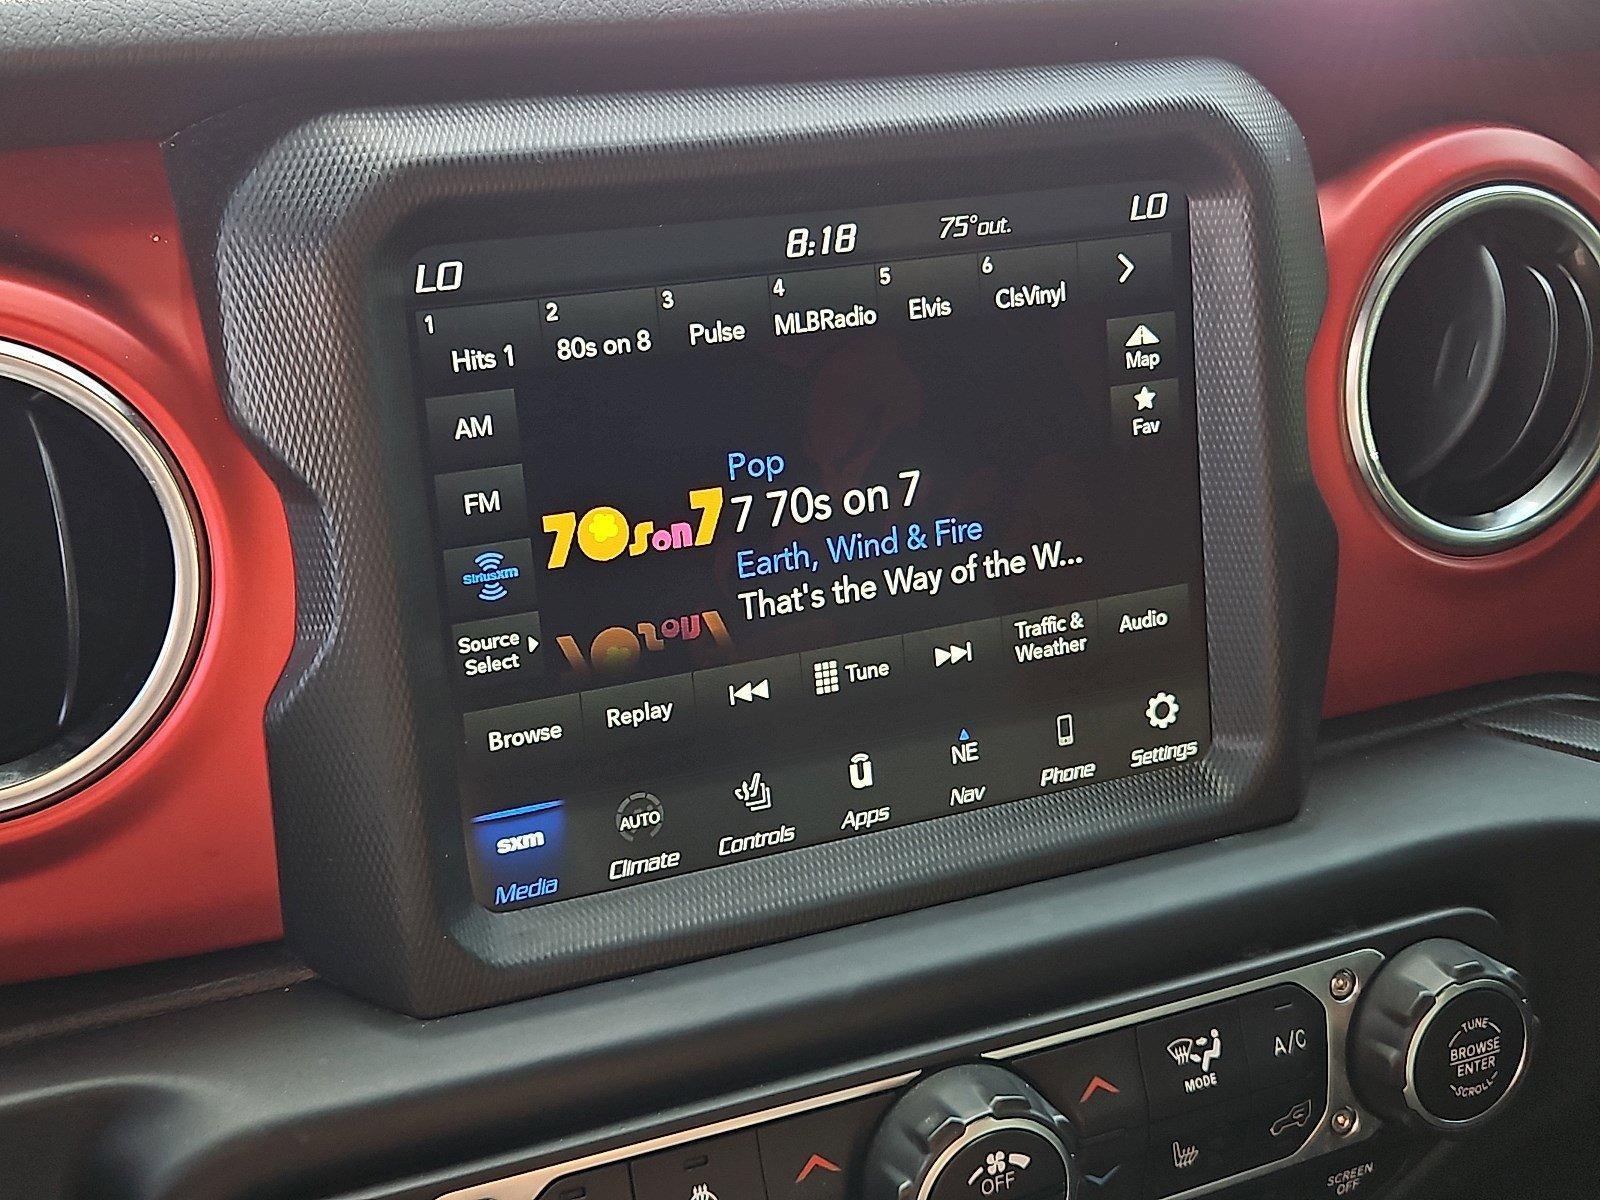 LO
8:18
75°out.
LO
1
Hits 1
2
80s on 8
3
Pulse
4
MLBRadio
5
Elvis
6
ClsVinyl
Map
Fav
AM
FM
SiriusXM
Source
Select
Pop
70s on 7
7 70s on 7
Earth, Wind & Fire
That's the Way of the W...
Browse
Replay
Tune
Traffic &
Weather
Audio
sxm
Media
AUTO
Climate
Controls
û
Apps
NE
Nav
Phone
Settings
MODE
A/C
TUNE
BROWSE
ENTER
SCROLL
OFF
SCREEN
OFF